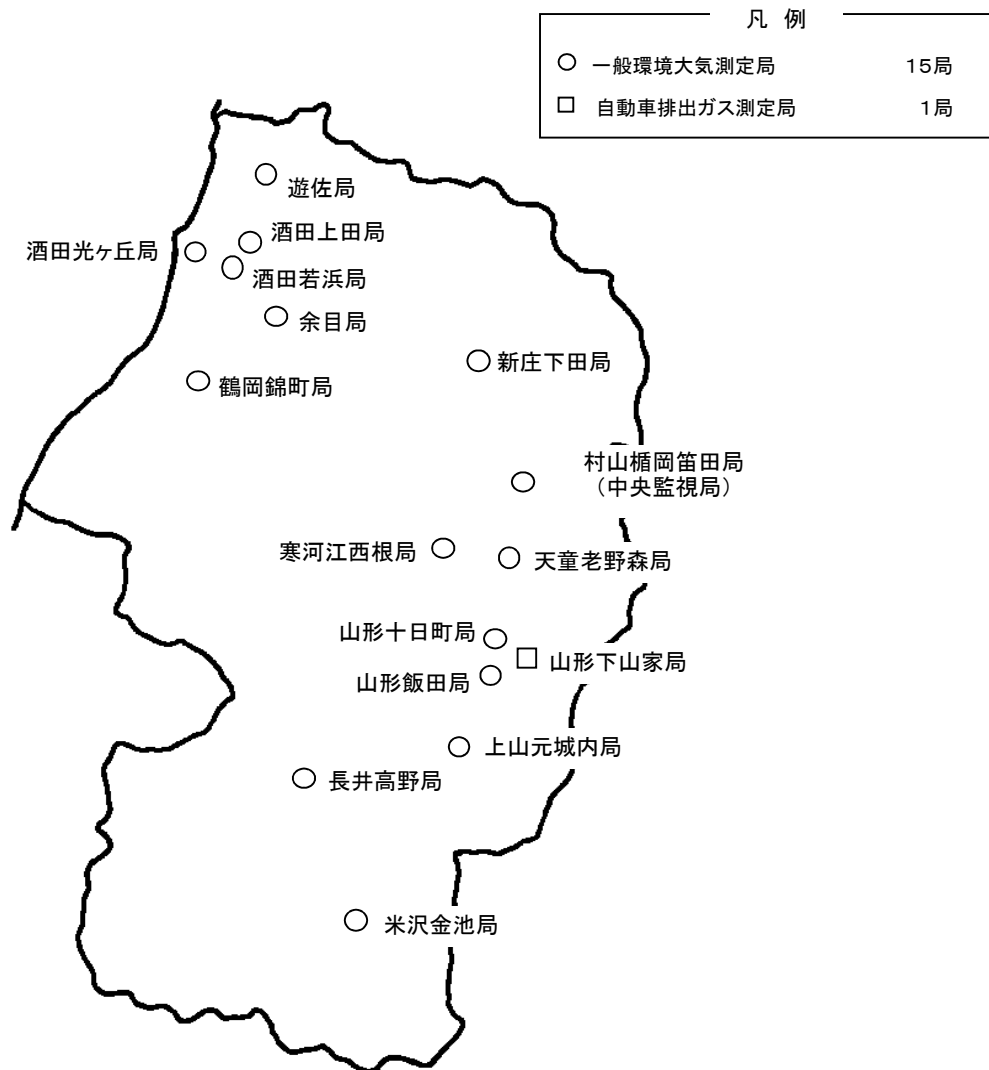 凡 例
○ 一般環境大気測定局 15局
□ 自動車排出ガス測定局 1局
遊佐局
酒田上田局
酒田光ヶ丘局
酒田若浜局
余目局
新庄下田局
鶴岡錦町局
村山楯岡笛田局
（中央監視局）
寒河江西根局
天童老野森局
山形十日町局
山形下山家局
山形飯田局
上山元城内局
長井高野局
米沢金池局